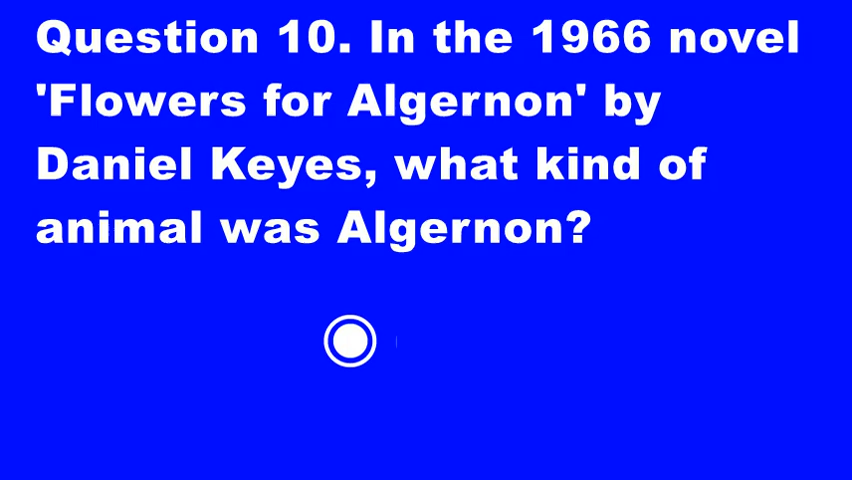 Question 10. In the 1966 novel
'Flowers for Algernon' by
Daniel Keyes, what kind of
animal was Algernon?